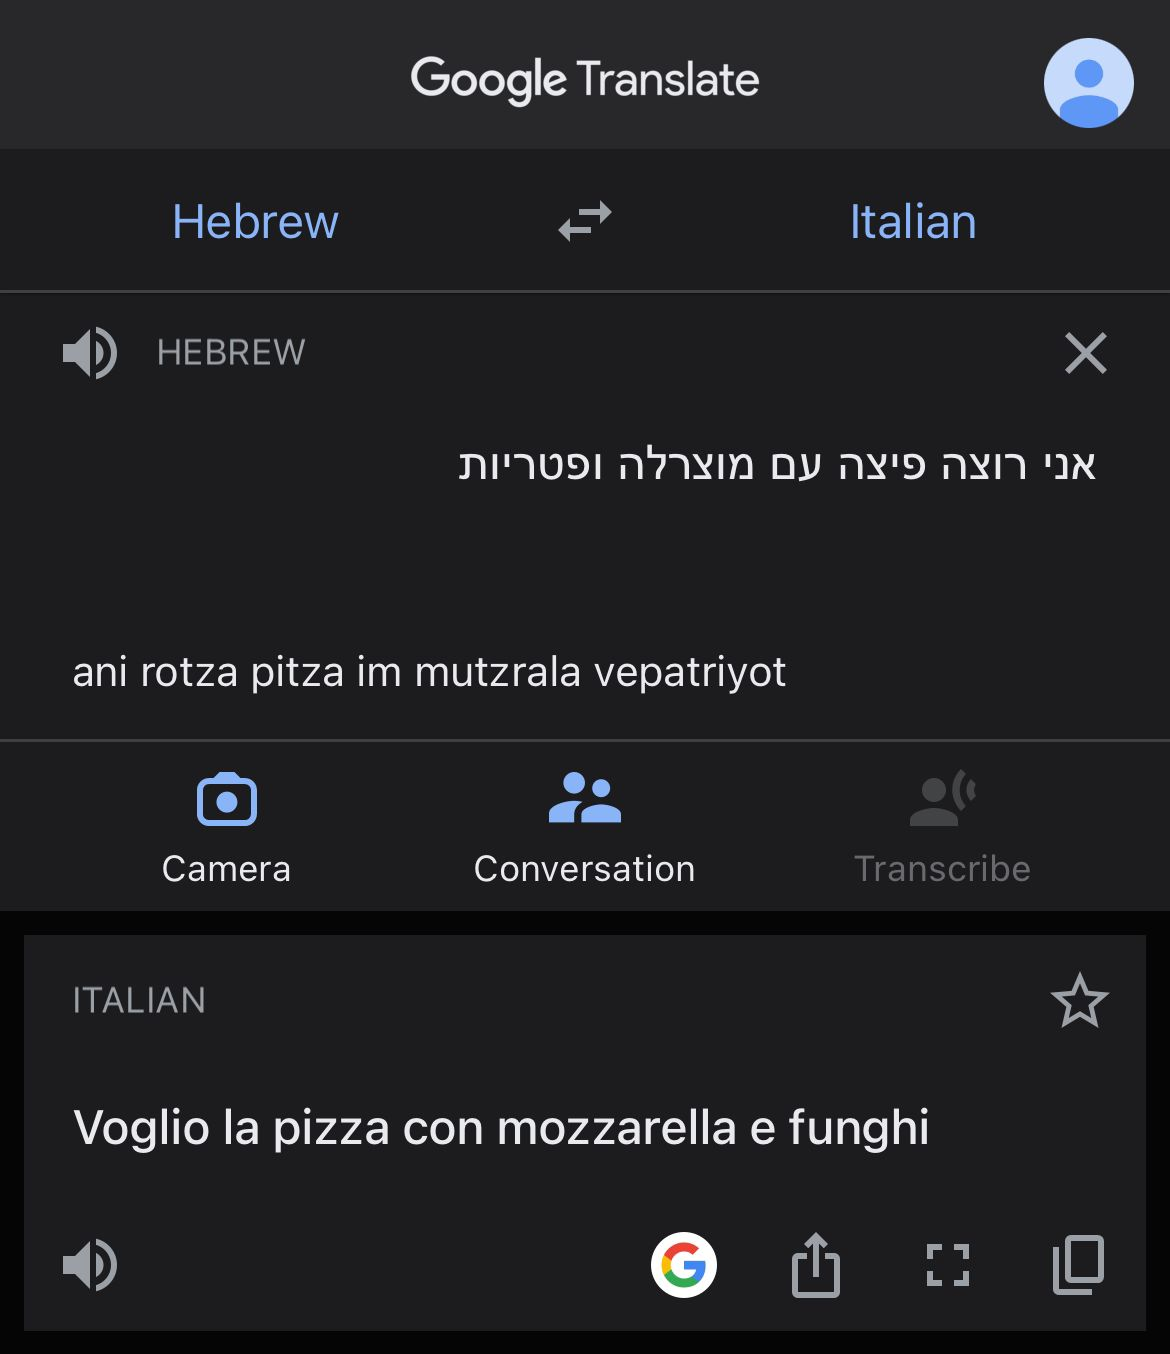 Google Translate
Hebrew Italian
HEBREW
אני רוצה פיצה עם מוצרלה ופטריות
ani rotza pitza im mutzrala vepatriyot
Camera Conversation Transcribe
ITALIAN
Voglio la pizza con mozzarella e funghi